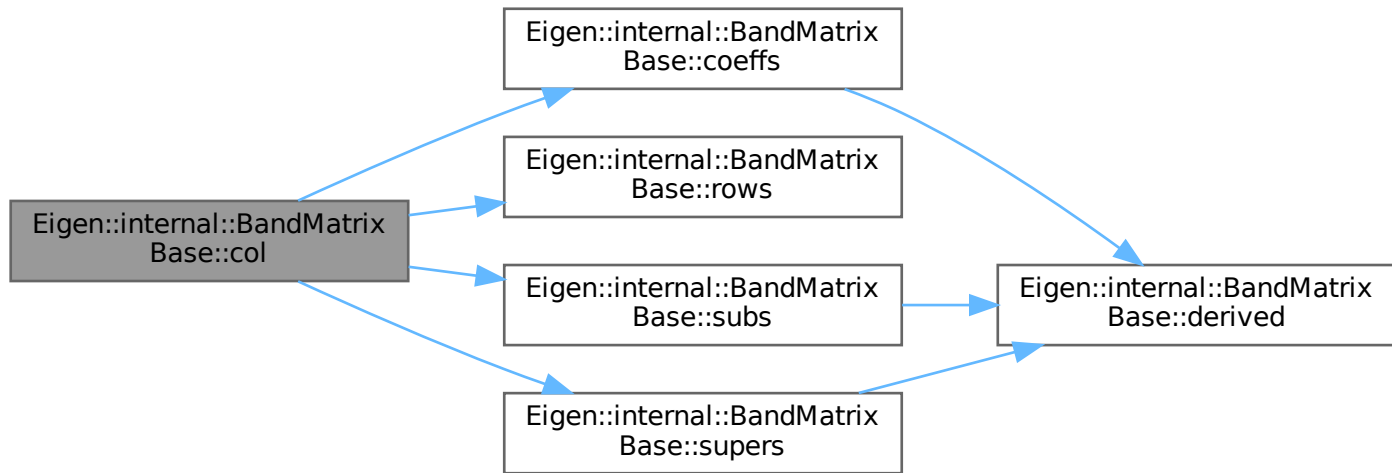 Eigen::internal::BandMatrix
Base::col
Eigen::internal::BandMatrix
Base::coeffs
Eigen::internal::BandMatrix
Base::rows
Eigen::internal::BandMatrix
Base::subs
Eigen::internal::BandMatrix
Base::supers
Eigen::internal::BandMatrix
Base::derived